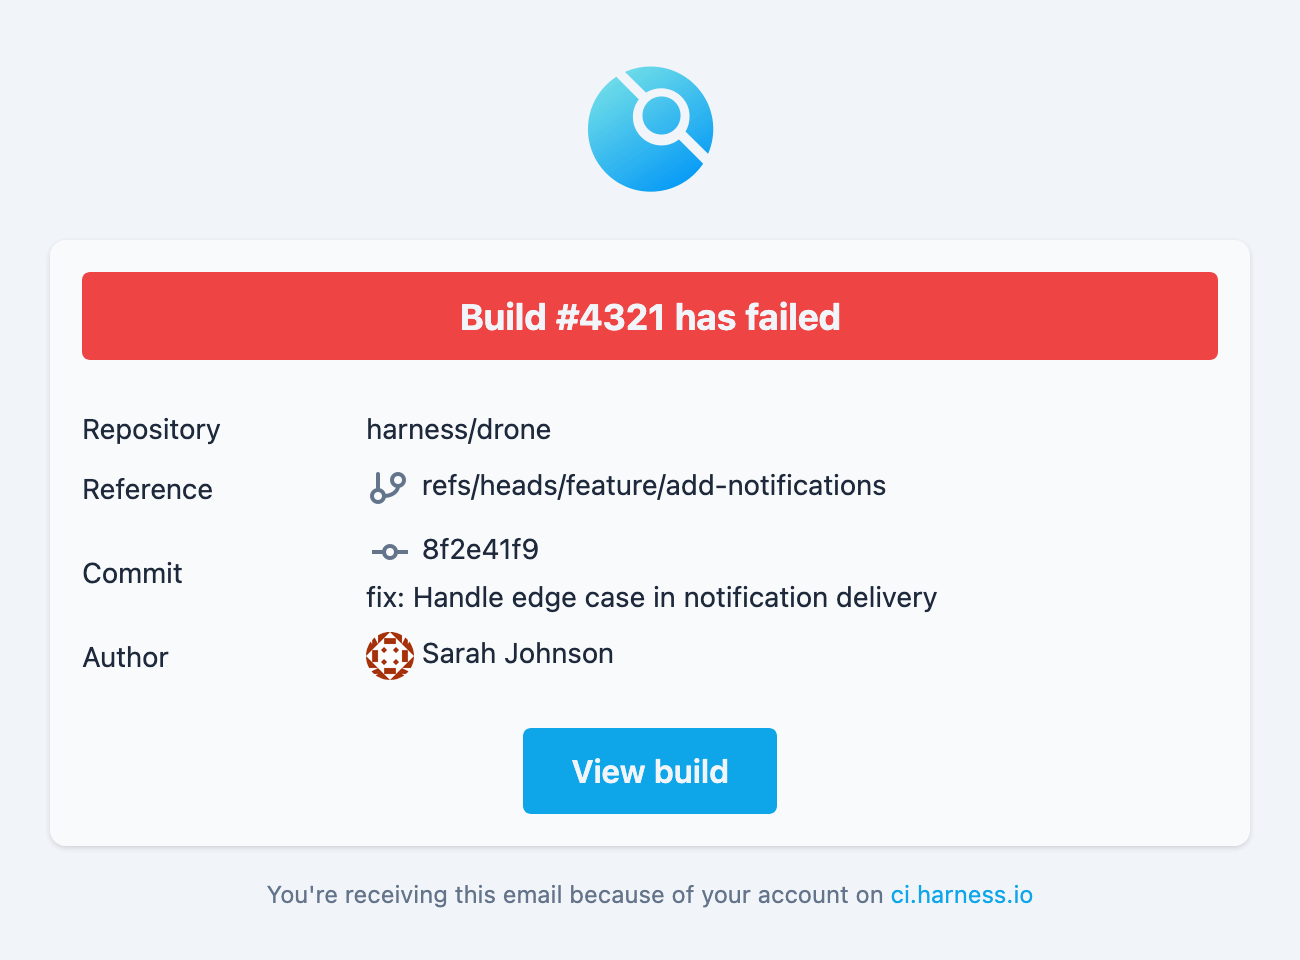 Build #4321 has failed
Repository harness/drone
Reference refs/heads/feature/add-notifications
Commit 8f2e41f9
fix: Handle edge case in notification delivery
Author Sarah Johnson
View build
You're receiving this email because of your account on ci.harness.io